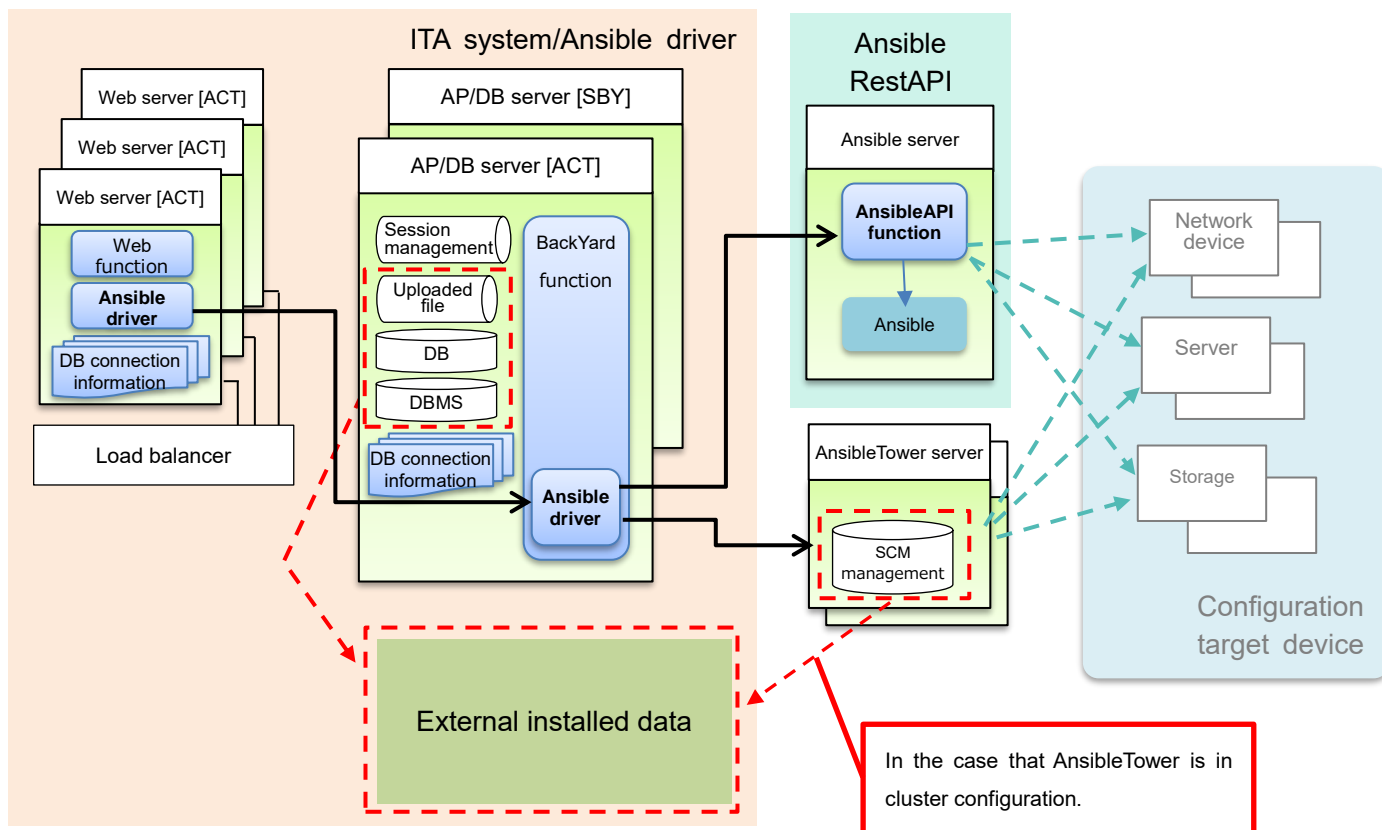 ITA system/Ansible driver
Web server [ACT]
Web server [ACT]
Web server [ACT]
Web
function
Ansible
driver
DB connection
information
Load balancer
AP/DB server [SBY]
AP/DB server [ACT]
Session
management
Uploaded
file
DB
DBMS
DB connection
information
BackYard
function
Ansible
driver
External installed data
Ansible
RestAPI
Ansible server
AnsibleAPI
function
Ansible
AnsibleTower server
SCM
management
Network
device
Server
Storage
Configuration
target device
In the case that AnsibleTower is in
cluster configuration.